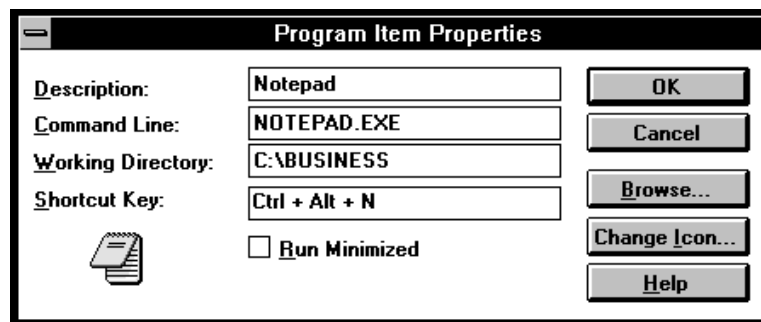 Program Item Properties
Description: Notepad
Command Line: NOTEPAD.EXE
Working Directory: C:\BUSINESS
Shortcut Key: Ctrl + Alt + N
Run Minimized
OK
Cancel
Browse...
Change Icon...
Help